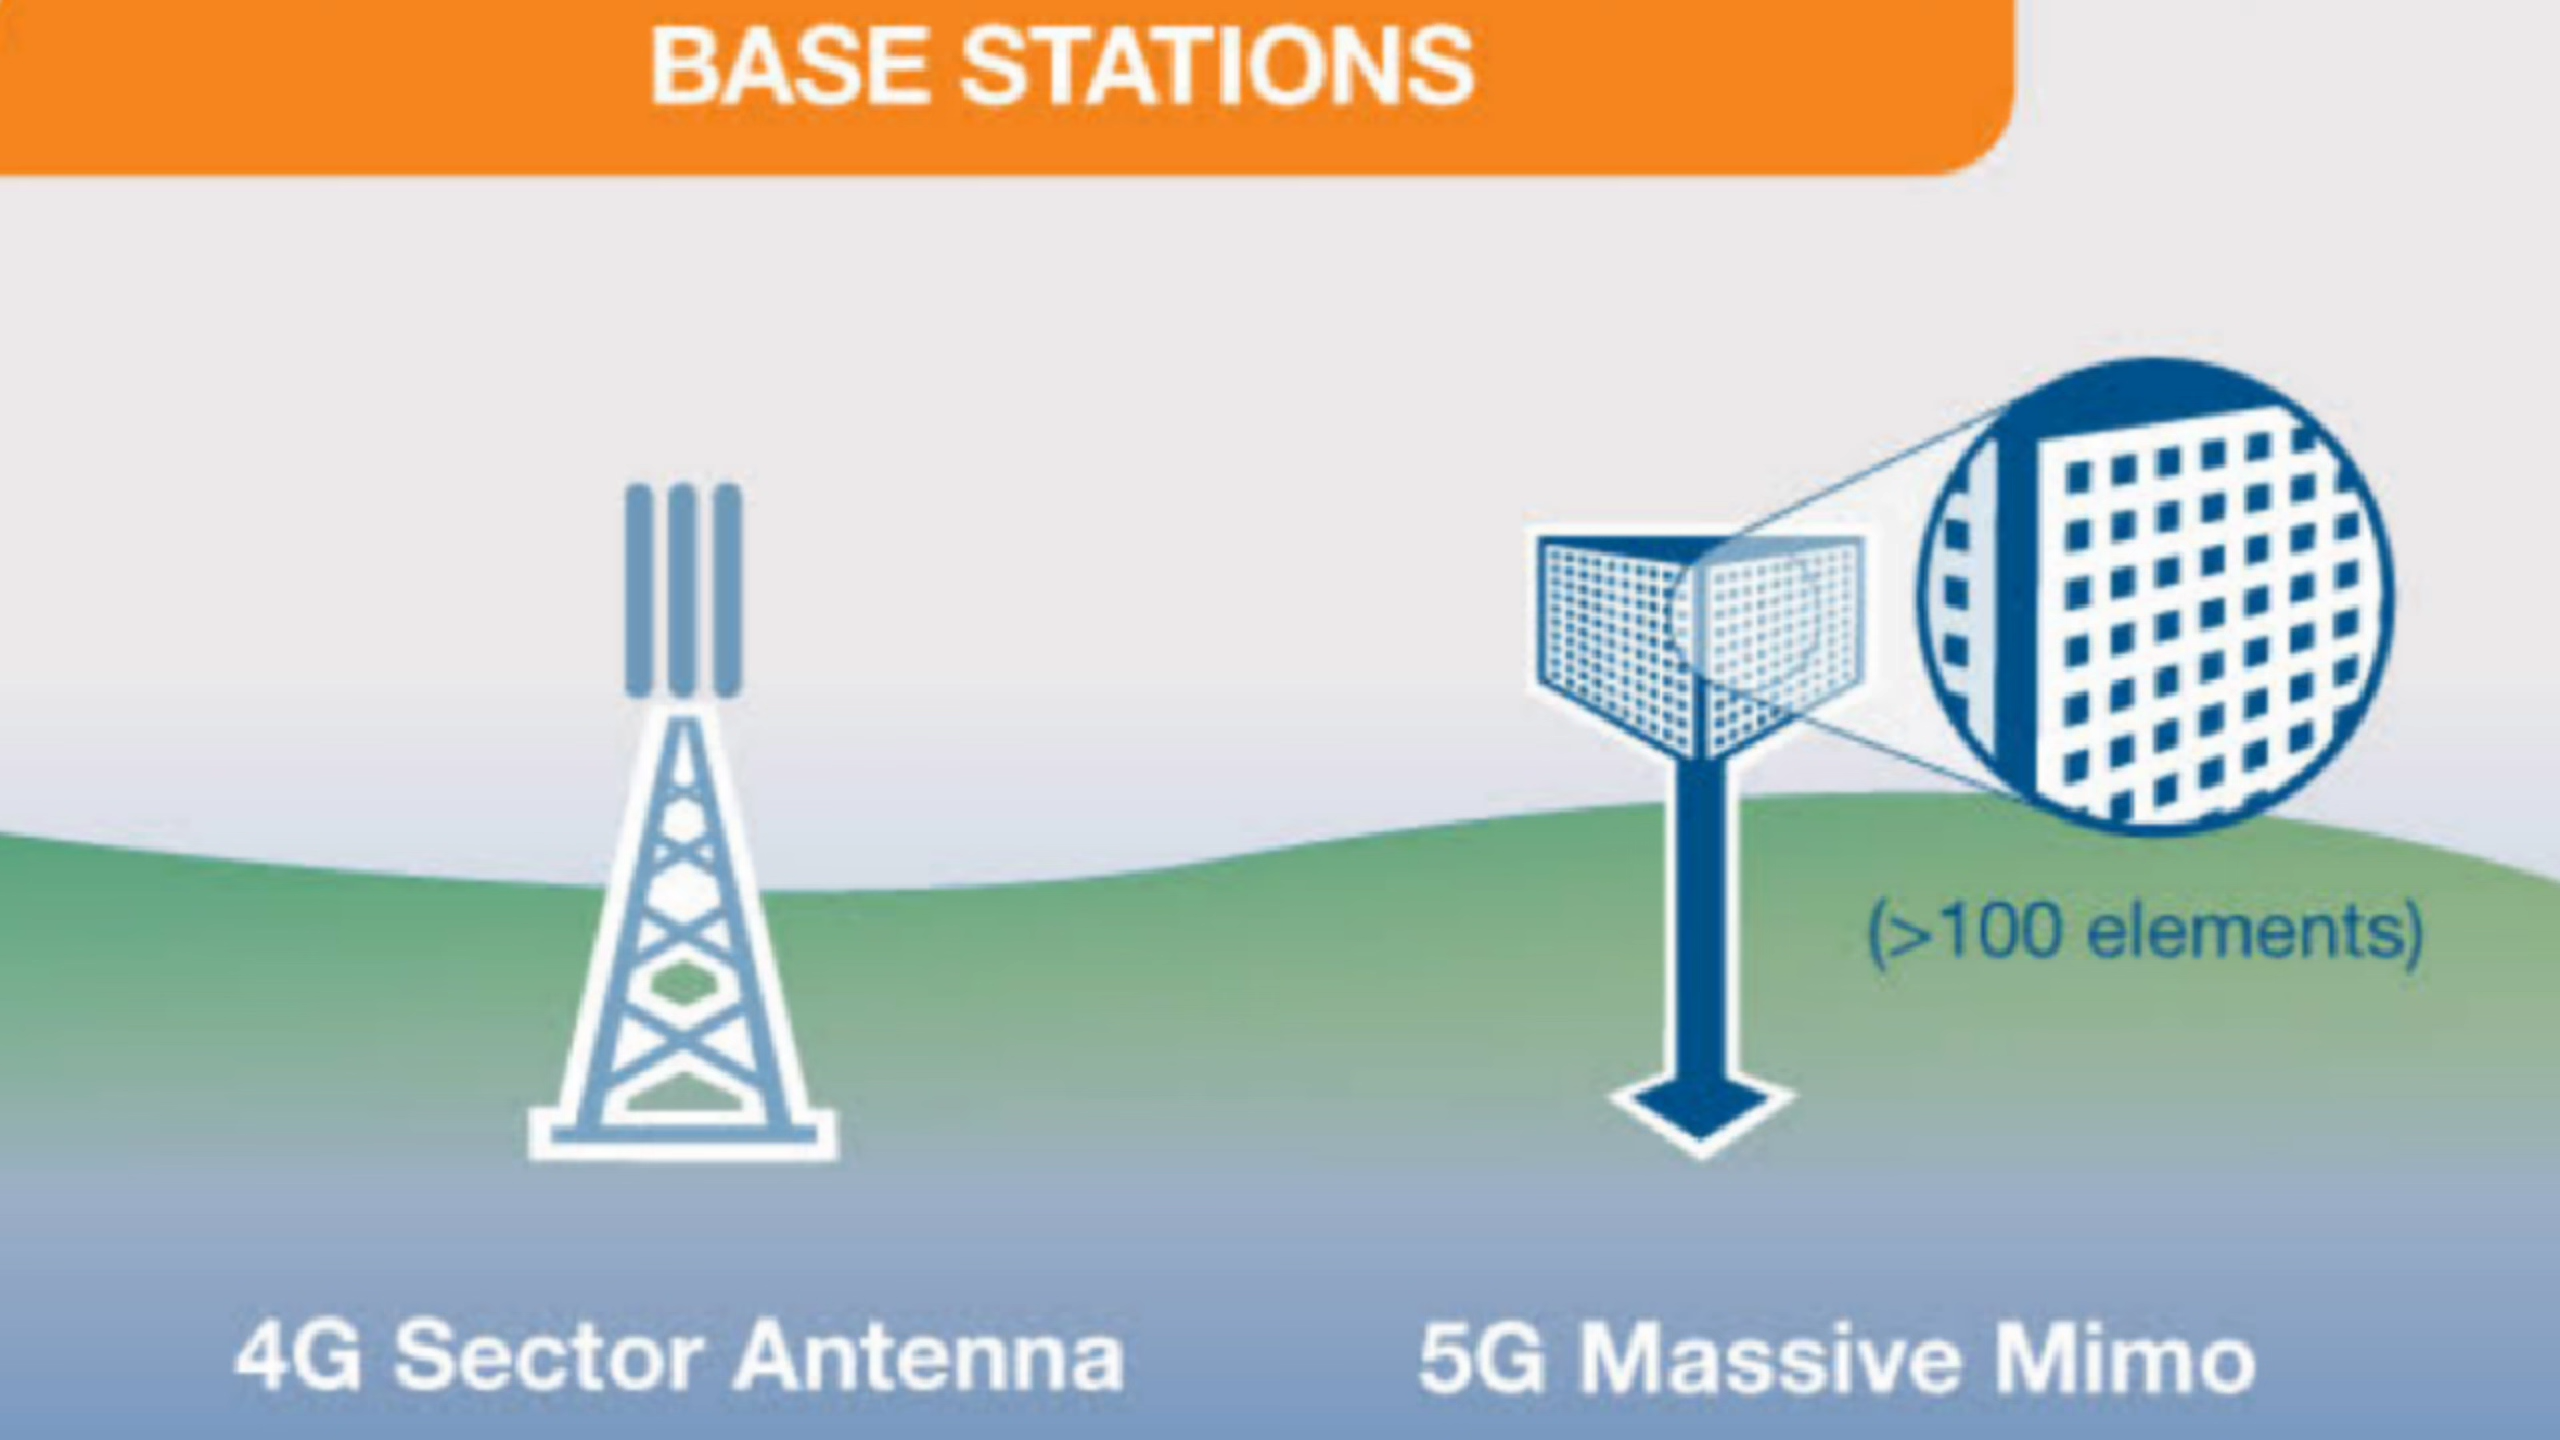 BASE STATIONS
(>100 elements)
4G Sector Antenna
5G Massive Mimo